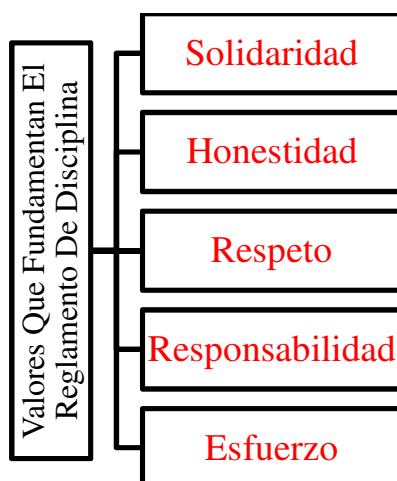 Valores Que Fundamentan El
Reglamento De Disciplina
Solidaridad
Honestidad
Respeto
Responsabilidad
Esfuerzo